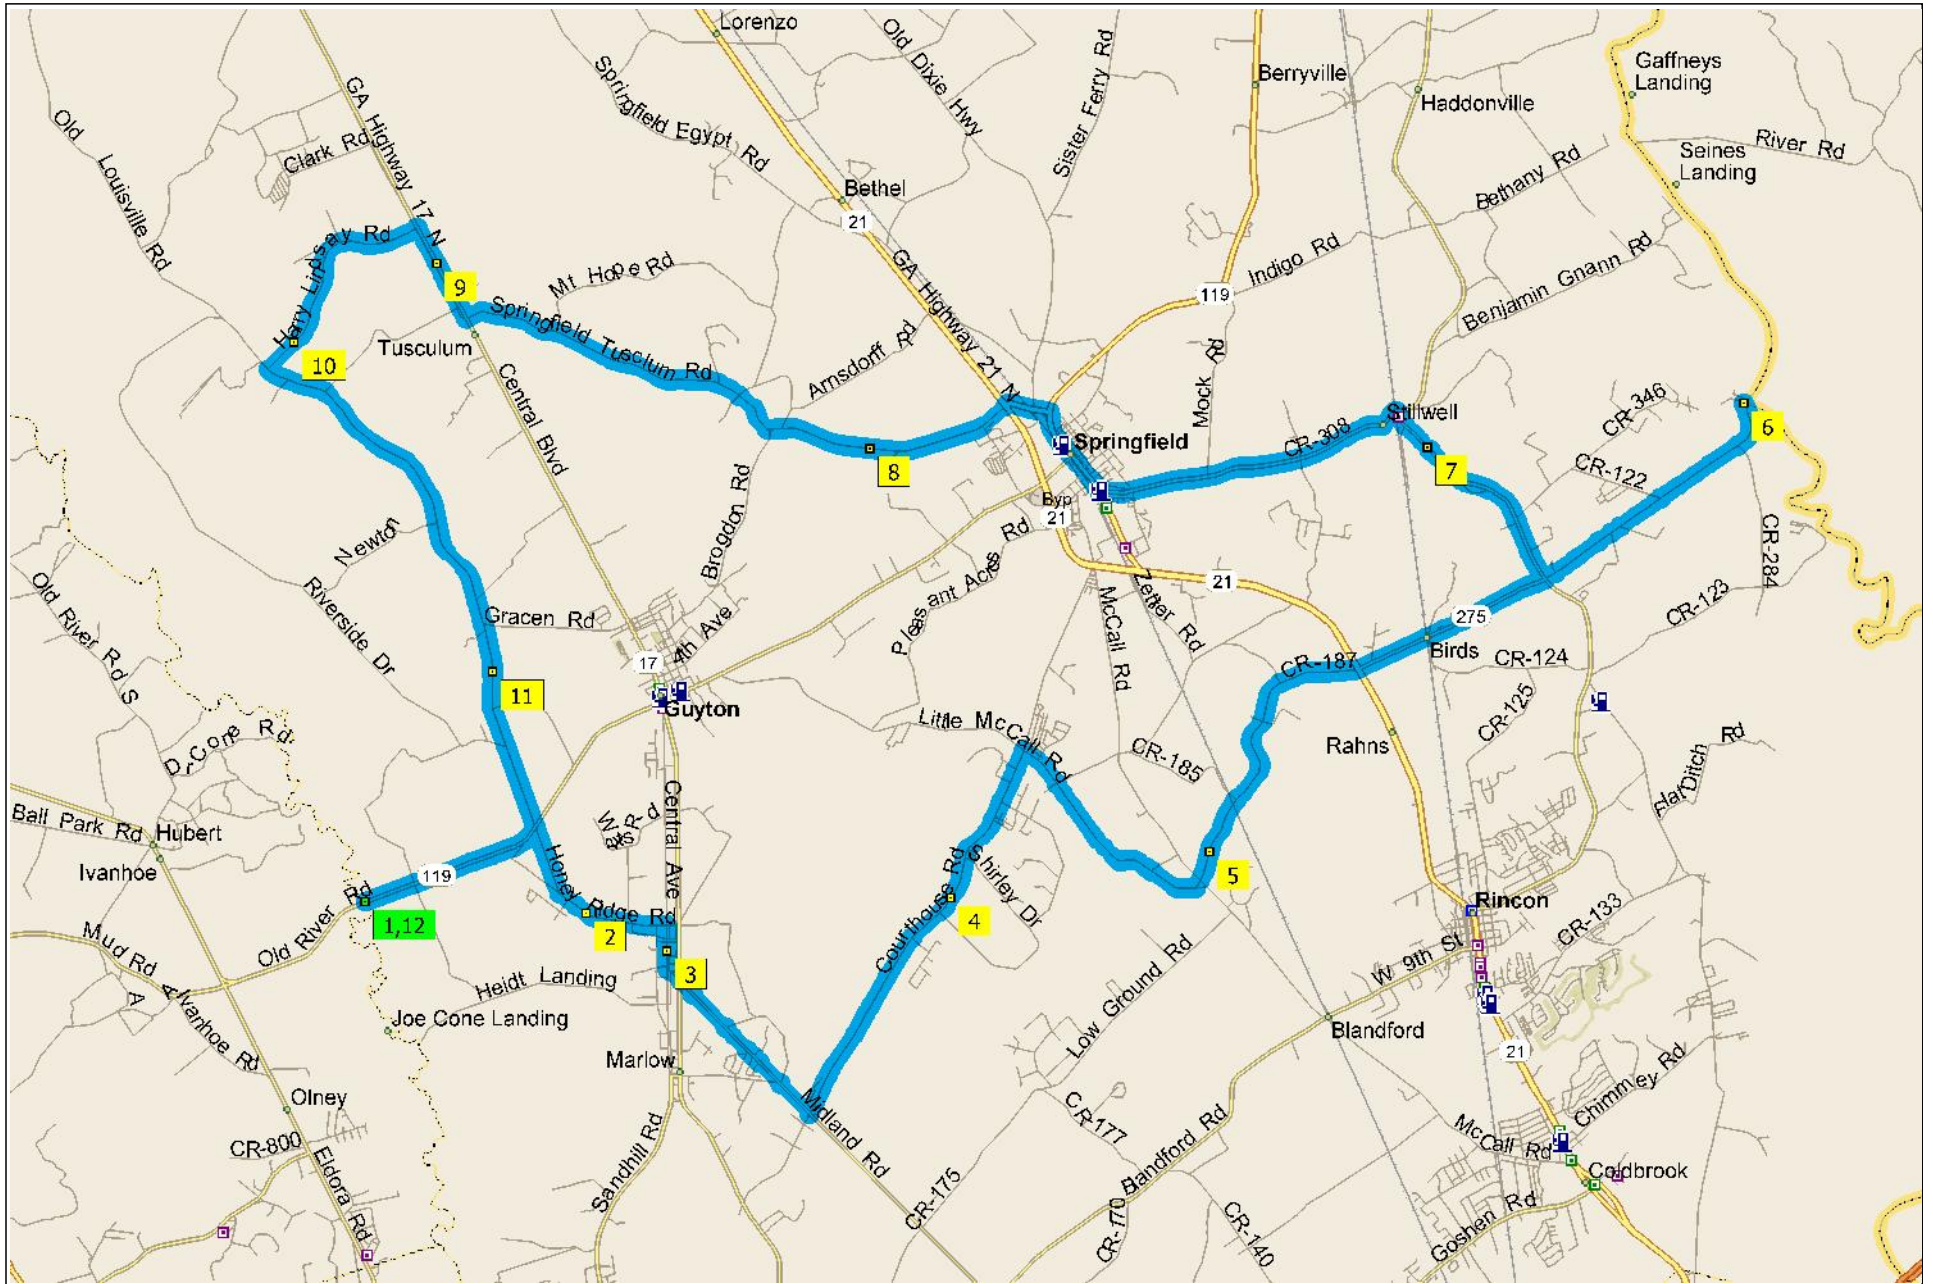 Lorenzo
Old Dixie Hwy
Sister Ferry Rd
Berryville
Haddonville
Gaffneys
Landing
River Rd
Seines
Landing
Old
Louisville Rd
Clark Rd
GA Highway 17 N
Springfield Egypt Rd
Bethel
21
Bethany Rd
Harry Lindsay Rd
9
Mt Hope Rd
GA Highway 21 N
119
Indigo Rd
Benjamin Gnann Rd
Tusculum
Springfield Tusclum Rd
Arnsdorff Rd
Mock Rd
10
Central Blvd
Springfield
CR-308
Stillwell
CR-346
6
8
7
CR-122
Byp
21
Newton
Brogdon Rd
Pleasant Acres Rd
CR-284
Old River Rd S
Riverside Dr
Gracen Rd
4th Ave
McCall Rd
Zetter Rd
21
275
CR-123
17
Birds
CR-124
CR-187
11
Guyton
Little McCall Rd
CR-125
Dr Cone Rd
CR-185
Rahns
Flat Ditch Rd
Ball Park Rd
Hubert
Central Ave
Ivanhoe
119
Honey Ridge Rd
Shirley Dr
5
Rincon
1,12
2
4
Courthouse Rd
CR-133
Mud Rd
Old River Rd
3
W 9th St
A
A
Ivanhoe Rd
Heidt Landing
Low Ground Rd
Joe Cone Landing
Blandford
Marlow
21
Chimney Rd
Olney
Midland Rd
CR-177
CR-800
Sandhill Rd
Blandford Rd
McCall Rd
Eldora Rd
CR-175
CR-170
CR-140
Goshen Rd
Coldbrook